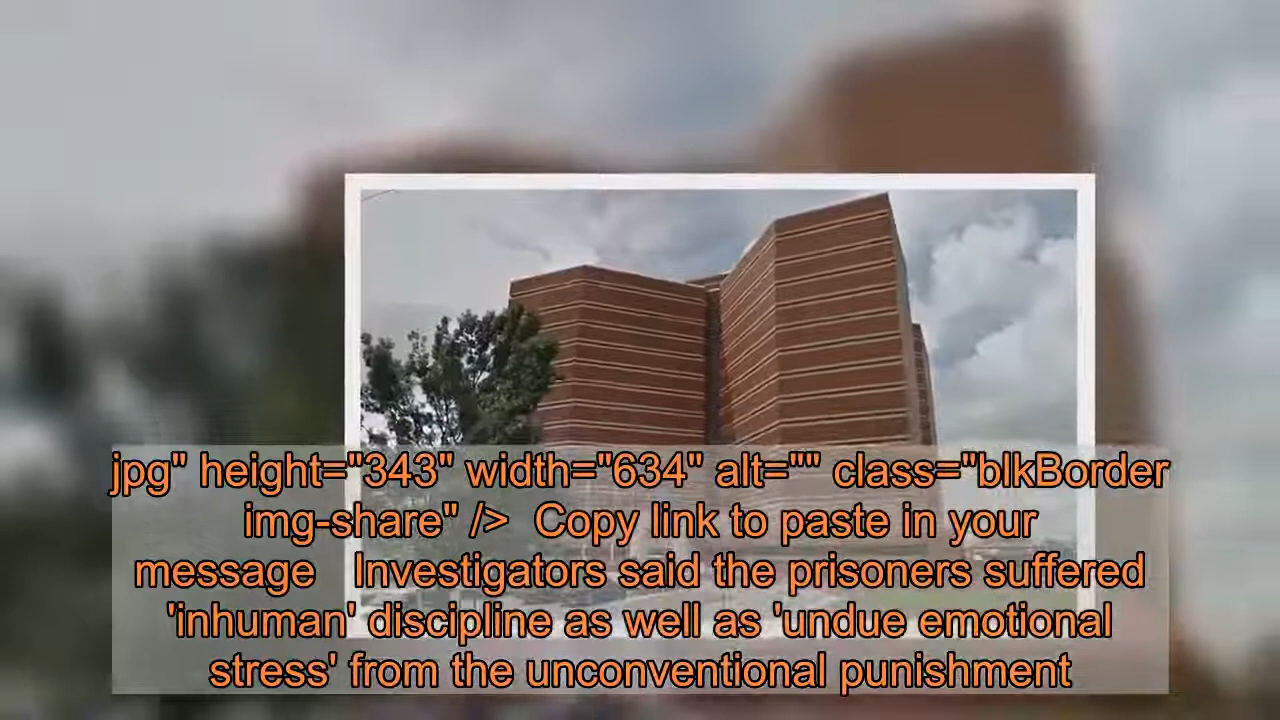 jpg" height="343" width="634" alt="" class="blkBorder
img-share" />  Copy link to paste in your
message   Investigators said the prisoners suffered
'inhuman' discipline as well as 'undue emotional
stress' from the unconventional punishment